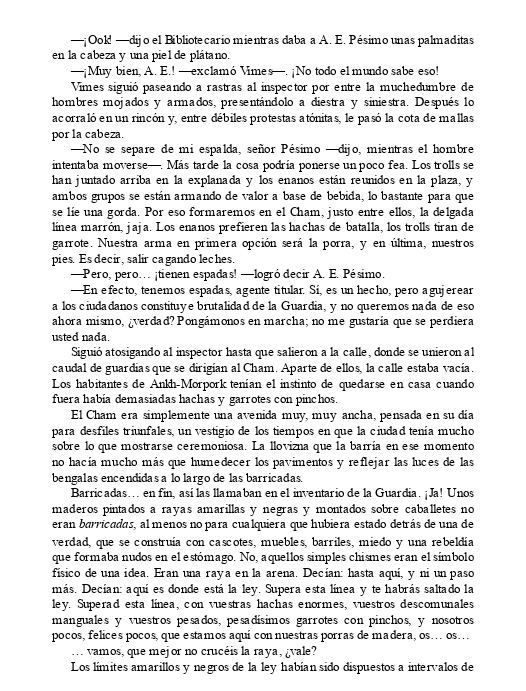 —¡Ook! —dijo el Bibliotecario mientras daba a A. E. Pésimo unas palmaditas
en la cabeza y una piel de plátano.
—¡Muy bien, A. E.! —exclamó Vimes—. ¡No todo el mundo sabe eso!
Vimes siguió paseando a rastras al inspector por entre la muchedumbre de
hombres mojados y armados, presentándolo a diestra y siniestra. Después lo
acorraló en un rincón y, entre débiles protestas atónitas, le pasó la cota de mallas
por la cabeza.
—No se separe de mi espalda, señor Pésimo —dijo, mientras el hombre
intentaba moverse—. Más tarde la cosa podría ponerse un poco fea. Los trolls se
han juntado arriba en la explanada y los enanos están reunidos en la plaza, y
ambos grupos se están armando de valor a base de bebida, lo bastante para que
se líe una gorda. Por eso formaremos en el Cham, justo entre ellos, la delgada
línea marrón, jaja. Los enanos prefieren las hachas de batalla, los trolls tiran de
garrote. Nuestra arma en primera opción será la porra, y en última, nuestros
pies. Es decir, salir cagando leches.
—Pero, pero… ¡tienen espadas! —logró decir A. E. Pésimo.
—En efecto, tenemos espadas, agente titular. Sí, es un hecho, pero agujerear
a los ciudadanos constituye brutalidad de la Guardia, y no queremos nada de eso
ahora mismo, ¿verdad? Pongámonos en marcha; no me gustaría que se perdiera
usted nada.
Siguió atosigando al inspector hasta que salieron a la calle, donde se unieron al
caudal de guardias que se dirigían al Cham. Aparte de ellos, la calle estaba vacía.
Los habitantes de Ankh-Morpork tenían el instinto de quedarse en casa cuando
fuera había demasiadas hachas y garrotes con pinchos.
El Cham era simplemente una avenida muy, muy ancha, pensada en su día
para desfiles triunfales, un vestigio de los tiempos en que la ciudad tenía mucho
sobre lo que mostrarse ceremoniosa. La llovizna que la barría en ese momento
no hacía mucho más que humedecer los pavimentos y reflejar las luces de las
bengalas encendidas a lo largo de las barricadas.
Barricadas… en fin, así las llamaban en el inventario de la Guardia. ¡Ja! Unos
maderos pintados a rayas amarillas y negras y montados sobre caballetes no
eran barricadas, al menos no para cualquiera que hubiera estado detrás de una de
verdad, que se construía con cascotes, muebles, barriles, miedo y una rebeldía
que formaba nudos en el estómago. No, aquellos simples chismes eran el símbolo
físico de una idea. Eran una raya en la arena. Decían: hasta aquí, y ni un paso
más. Decían: aquí es donde está la ley. Supera esta línea y te habrás saltado la
ley. Superad esta línea, con vuestras hachas enormes, vuestros descomunales
manguales y vuestros pesados, pesadísimos garrotes con pinchos, y nosotros
pocos, felices pocos, que estamos aquí con nuestras porras de madera, os… os…
… vamos, que mejor no crucéis la raya, ¿vale?
Los límites amarillos y negros de la ley habían sido dispuestos a intervalos de